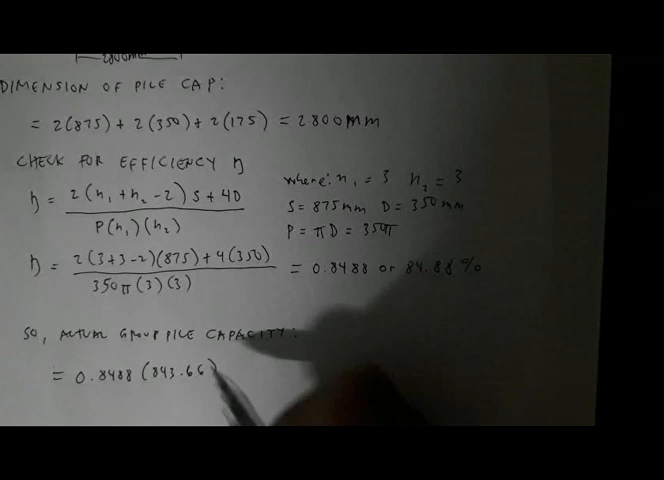 2800mm
DIMENSION OF PILE CAP:
= 2(875) + 2(350) + 2(175) = 2800mm
CHECK FOR EFFICIENCY η
η = 2(n₁ + n₂ - 2) S + 4D / P(n₁)(n₂)
where: n₁ = 3 n₂ = 3
S = 875mm D = 350mm
P = πD = 350π
η = 2(3+3-2)(875) + 4(350) / 350π(3)(3) = 0.8488 or 84.88%
SO, ACTUAL GROUP PILE CAPACITY:
= 0.8488 (843.66)